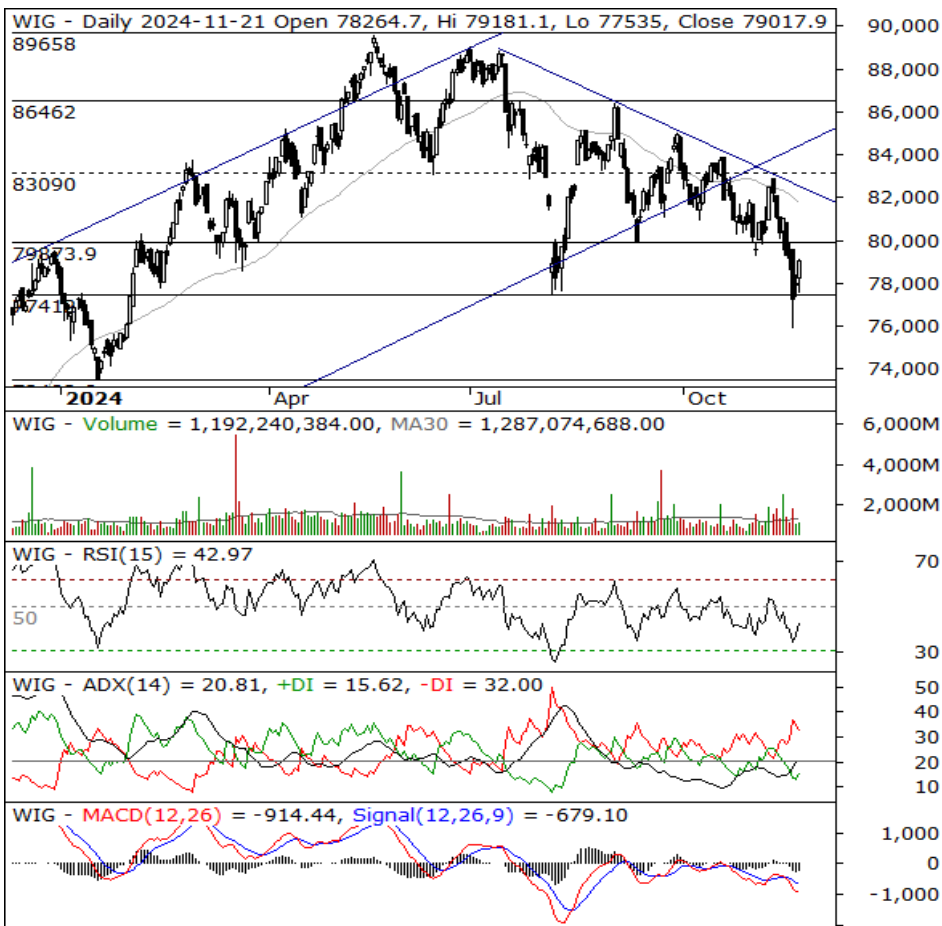 WIG - Daily 2024-11-21 Open 78264.7, Hi 79181.1, Lo 77535, Close 79017.9
90,000
89658
88,000
86462
86,000
84,000
83090
82,000
79873.9
80,000
78,000
76,000
74,000
2024 Apr Jul Oct
WIG - Volume = 1,192,240,384.00, MA30 = 1,287,074,688.00
6,000M
4,000M
2,000M
WIG - RSI(15) = 42.97
70
50
30
WIG - ADX(14) = 20.81, +DI = 15.62, -DI = 32.00
50
40
30
20
10
WIG - MACD(12,26) = -914.44, Signal(12,26,9) = -679.10
1,000
0
-1,000